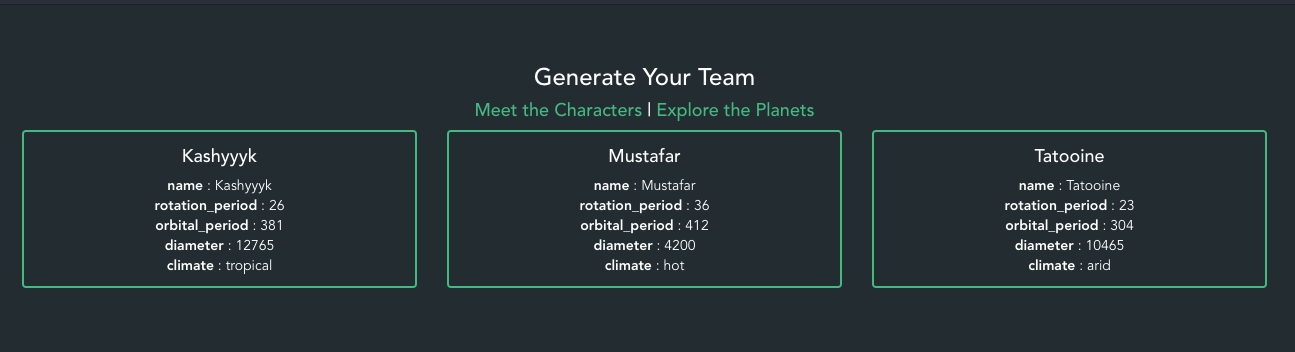 Generate Your Team
Meet the Characters | Explore the Planets
Kashyyyk
name : Kashyyyk
rotation_period : 26
orbital_period : 381
diameter : 12765
climate : tropical
Mustafar
name : Mustafar
rotation_period : 36
orbital_period : 412
diameter : 4200
climate : hot
Tatooine
name : Tatooine
rotation_period : 23
orbital_period : 304
diameter : 10465
climate : arid